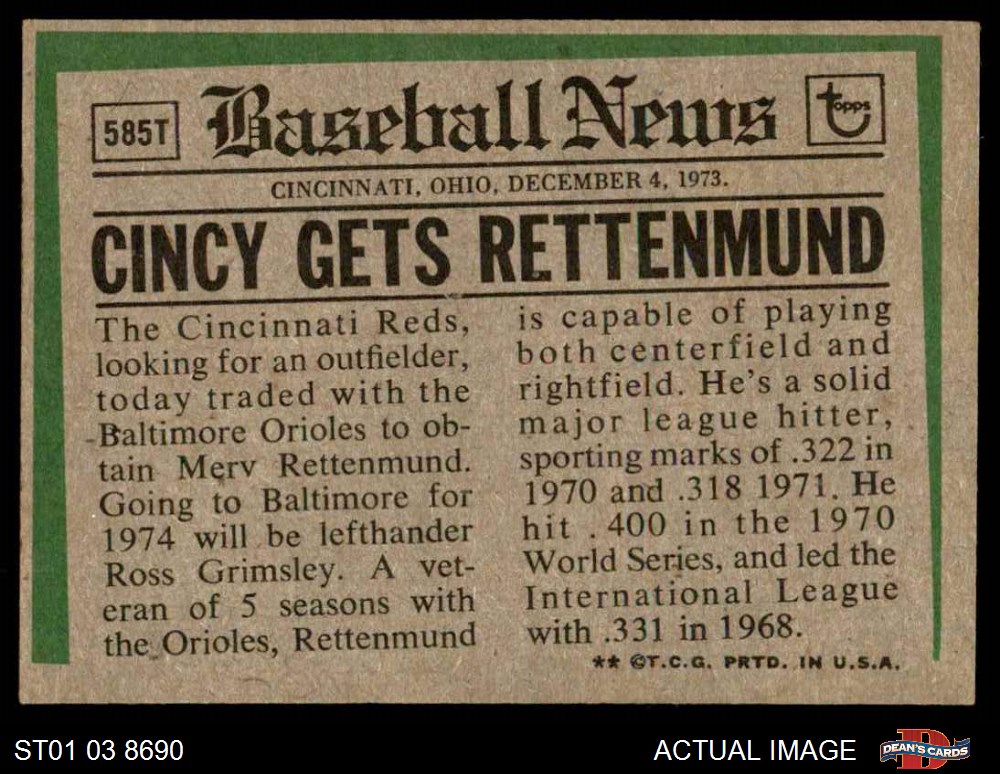 585T
Baseball News
Topps
CINCINNATI, OHIO, DECEMBER 4, 1973.
CINCY GETS RETTENMUND
The Cincinnati Reds,
looking for an outfielder,
today traded with the
Baltimore Orioles to ob-
tain Merv Rettenmund.
Going to Baltimore for
1974 will be lefthander
Ross Grimsley. A vet-
eran of 5 seasons with
the Orioles, Rettenmund
is capable of playing
both centerfield and
rightfield. He's a solid
major league hitter,
sporting marks of .322 in
1970 and .318 1971. He
hit .400 in the 1970
World Series, and led the
International League
with .331 in 1968.
** ©T.C.G. PRTD. IN U.S.A.
ST01 03 8690
ACTUAL IMAGE
DEAN'S CARDS